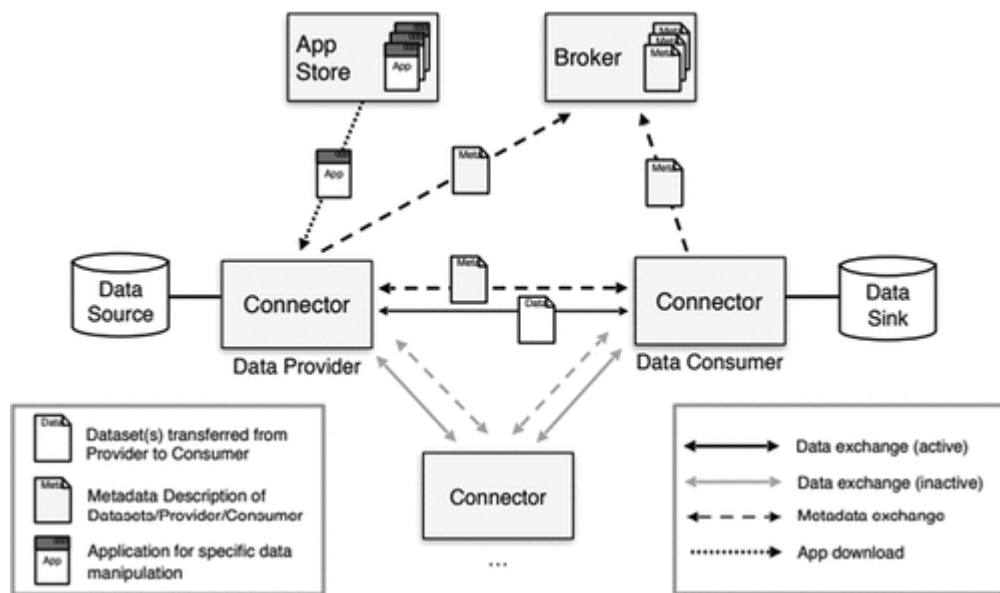 App
Store
App
Broker
Meta
Meta
Meta
App
Meta
Meta
Data
Source
Connector
Data Provider
Meta
Data
Connector
Data Consumer
Data
Sink
Connector
...
Data
Dataset(s) transferred from
Provider to Consumer
Meta
Metadata Description of
Datasets/Provider/Consumer
App
Application for specific data
manipulation
Data exchange (active)
Data exchange (inactive)
Metadata exchange
App download